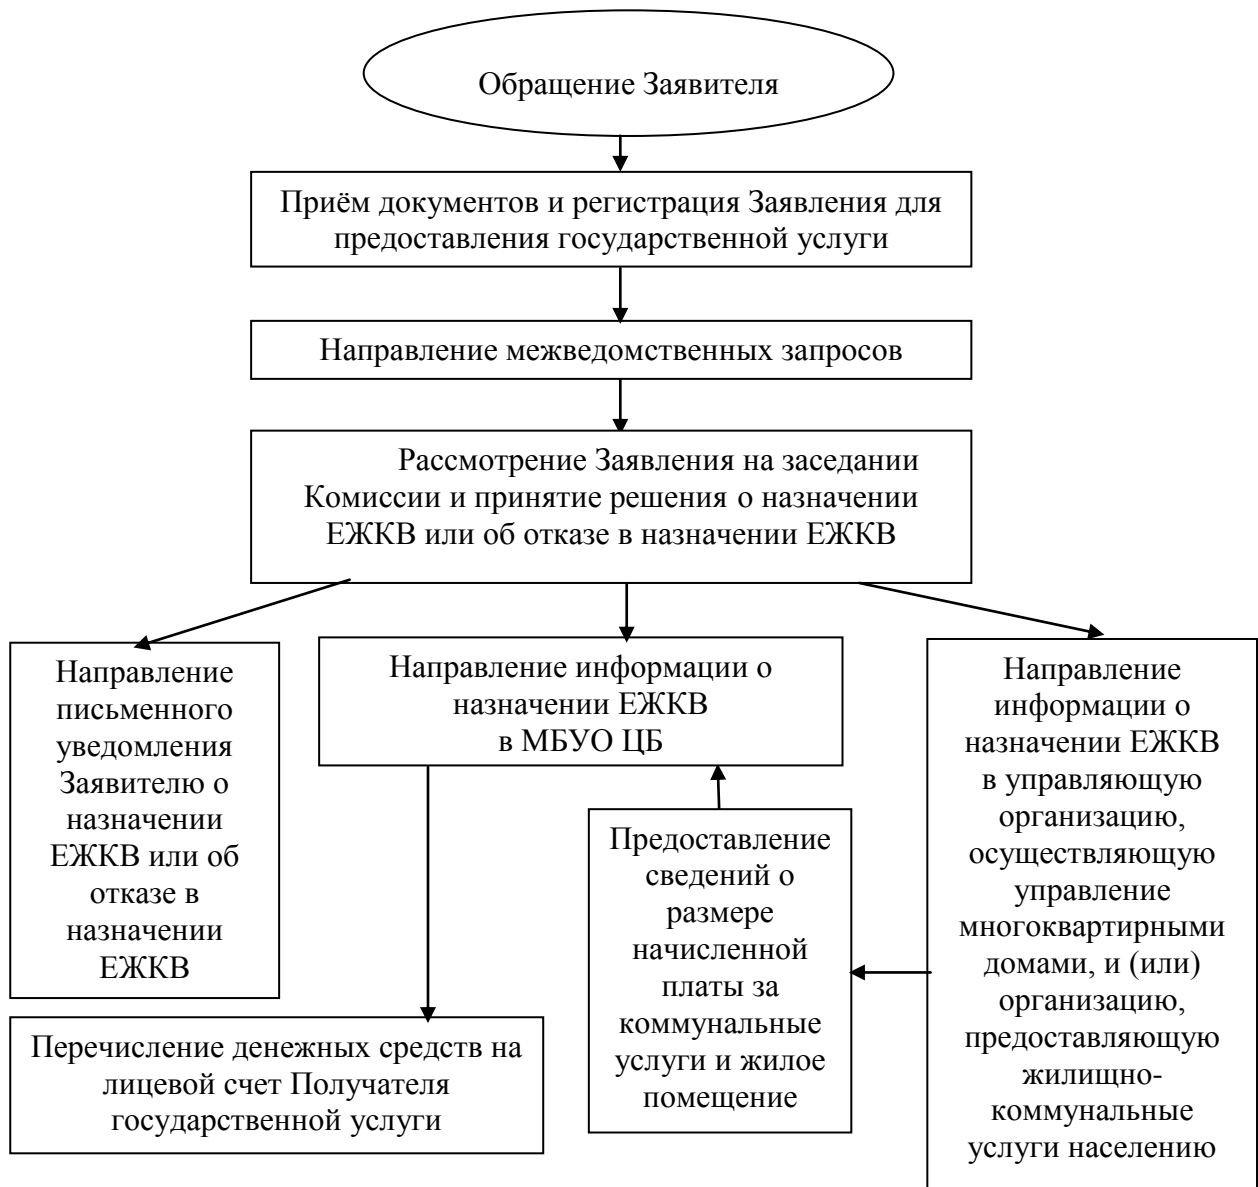 Обращение Заявителя
Приём документов и регистрация Заявления для
предоставления государственной услуги
Направление межведомственных запросов
Рассмотрение Заявления на заседании
Комиссии и принятие решения о назначении
ЕЖКВ или об отказе в назначении ЕЖКВ
Направление
письменного
уведомления
Заявителю о
назначении
ЕЖКВ или об
отказе в
назначении
ЕЖКВ
Направление информации о
назначении ЕЖКВ
в МБУО ЦБ
Направление
информации о
назначении ЕЖКВ
в управляющую
организацию,
осуществляющую
управление
многоквартирными
домами, и (или)
организацию,
предоставляющую
жилищно-
коммунальные
услуги населению
Предоставление
сведений о
размере
начисленной
платы за
коммунальные
услуги и жилое
помещение
Перечисление денежных средств на
лицевой счет Получателя
государственной услуги